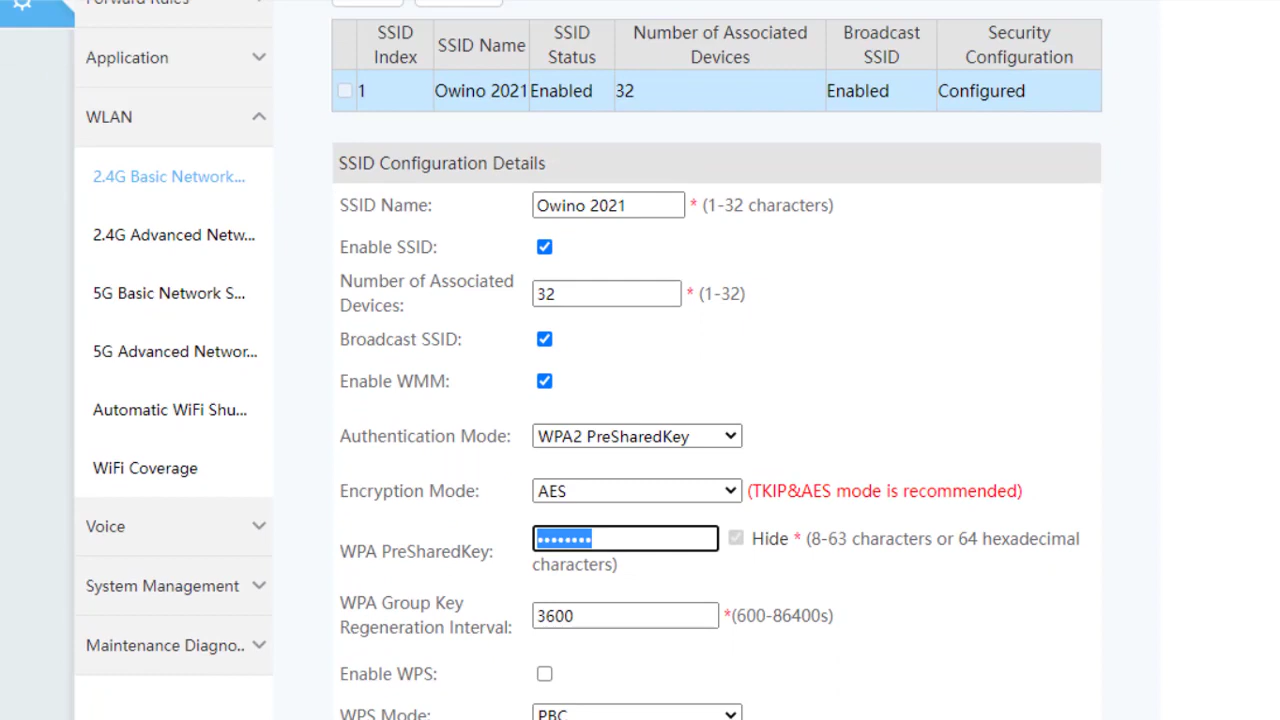 Forward Rules
Application
WLAN
2.4G Basic Network...
2.4G Advanced Netw...
5G Basic Network S...
5G Advanced Networ...
Automatic WiFi Shu...
WiFi Coverage
Voice
System Management
Maintenance Diagno..
SSID Index SSID Name SSID Status Number of Associated Devices Broadcast SSID Security Configuration
1 Owino 2021 Enabled 32 Enabled Configured
SSID Configuration Details
SSID Name: Owino 2021 * (1-32 characters)
Enable SSID:
Number of Associated
Devices: 32 * (1-32)
Broadcast SSID:
Enable WMM:
Authentication Mode: WPA2 PreSharedKey
Encryption Mode: AES (TKIP&AES mode is recommended)
WPA PreSharedKey: •••••••• Hide * (8-63 characters or 64 hexadecimal
characters)
WPA Group Key
Regeneration Interval: 3600 *(600-86400s)
Enable WPS:
WPS Mode: PBC